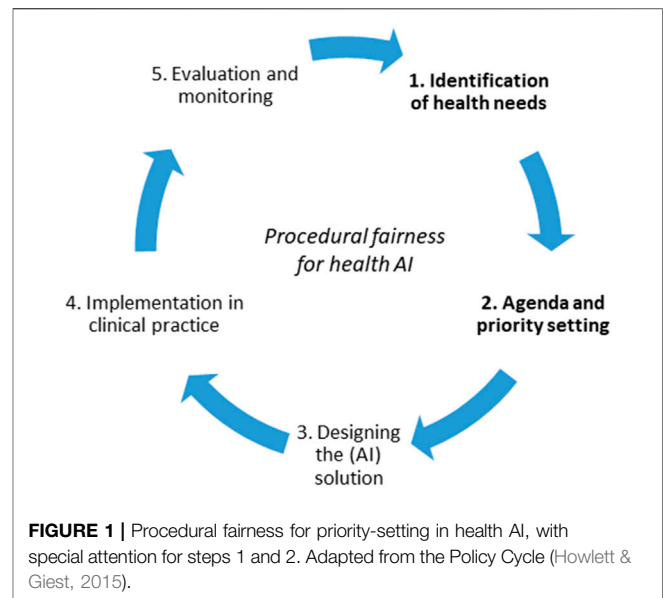 5. Evaluation and
monitoring
1. Identification
of health needs
Procedural fairness
for health AI
2. Agenda and
priority setting
4. Implementation in
clinical practice
3. Designing
the (AI)
solution
FIGURE 1 | Procedural fairness for priority-setting in health AI, with
special attention for steps 1 and 2. Adapted from the Policy Cycle (Howlett &
Giest, 2015).